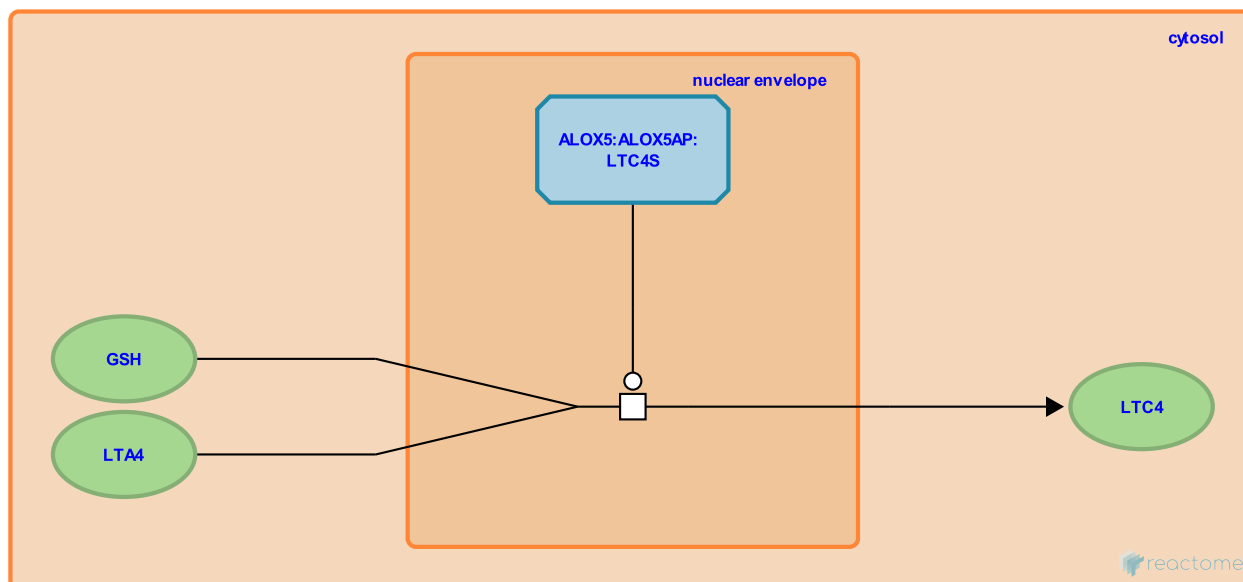 cytosol
nuclear envelope
ALOX5:ALOX5AP:
LTC4S
GSH
LTA4
LTC4
reactome